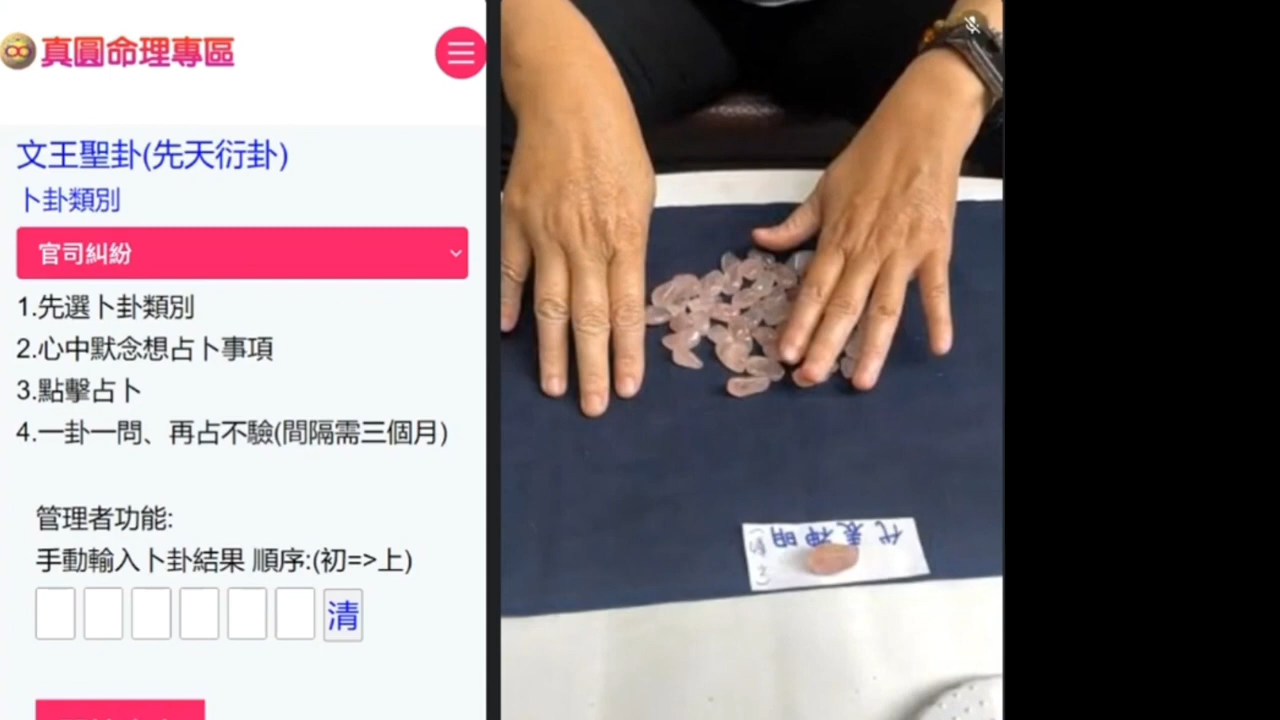 真圓命理專區
文王聖卦(先天衍卦)
卜卦類別
官司糾紛
1.先選卜卦類別
2.心中默念想占卜事項
3.點擊占卜
4.一卦一問、再占不驗(間隔需三個月)
管理者功能:
手動輸入卜卦結果 順序:(初=>上)
清
代表神明